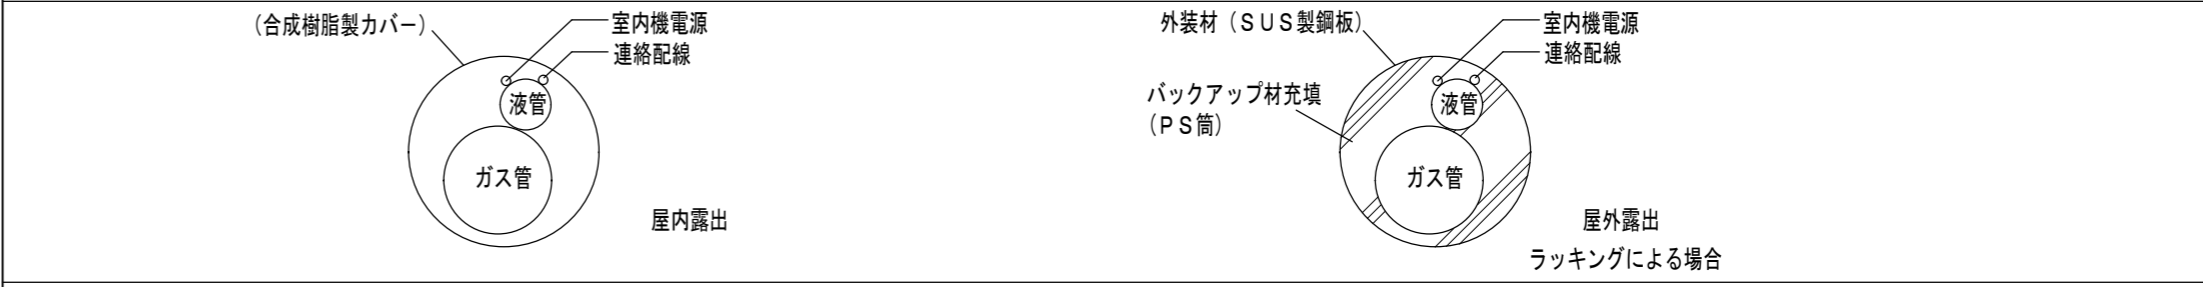 (合成樹脂製カバー)
室内機電源
連絡配線
液管
ガス管
屋内露出
外装材(SUS製鋼板)
室内機電源
連絡配線
バックアップ材充填
(PS筒)
液管
ガス管
屋外露出
ラッキングによる場合